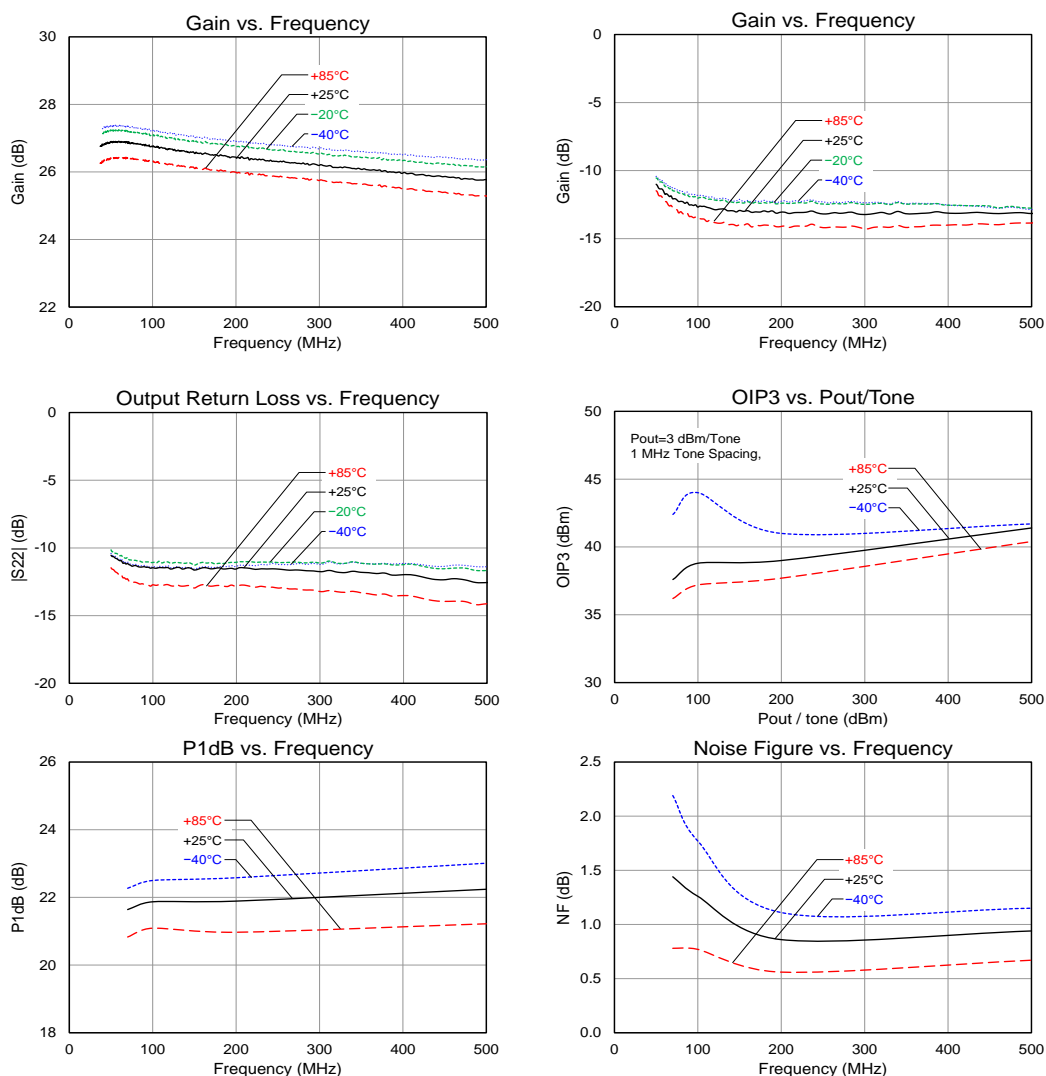 Gain vs. Frequency
30
28
26
24
22
Gain (dB)
+85°C
+25°C
−20°C
−40°C
0 100 200 300 400 500
Frequency (MHz)
Gain vs. Frequency
0
-5
-10
-15
-20
Gain (dB)
+85°C
+25°C
−20°C
−40°C
0 100 200 300 400 500
Frequency (MHz)
Output Return Loss vs. Frequency
0
-5
-10
-15
-20
|S22| (dB)
+85°C
+25°C
−20°C
−40°C
0 100 200 300 400 500
Frequency (MHz)
OIP3 vs. Pout/Tone
50
45
40
35
30
OIP3 (dBm)
Pout=3 dBm/Tone
1 MHz Tone Spacing,
+85°C
+25°C
−40°C
0 100 200 300 400 500
Pout / tone (dBm)
P1dB vs. Frequency
26
24
22
20
18
P1dB (dB)
+85°C
+25°C
−40°C
0 100 200 300 400 500
Frequency (MHz)
Noise Figure vs. Frequency
2.5
2.0
1.5
1.0
0.5
0.0
NF (dB)
+85°C
+25°C
−40°C
0 100 200 300 400 500
Frequency (MHz)